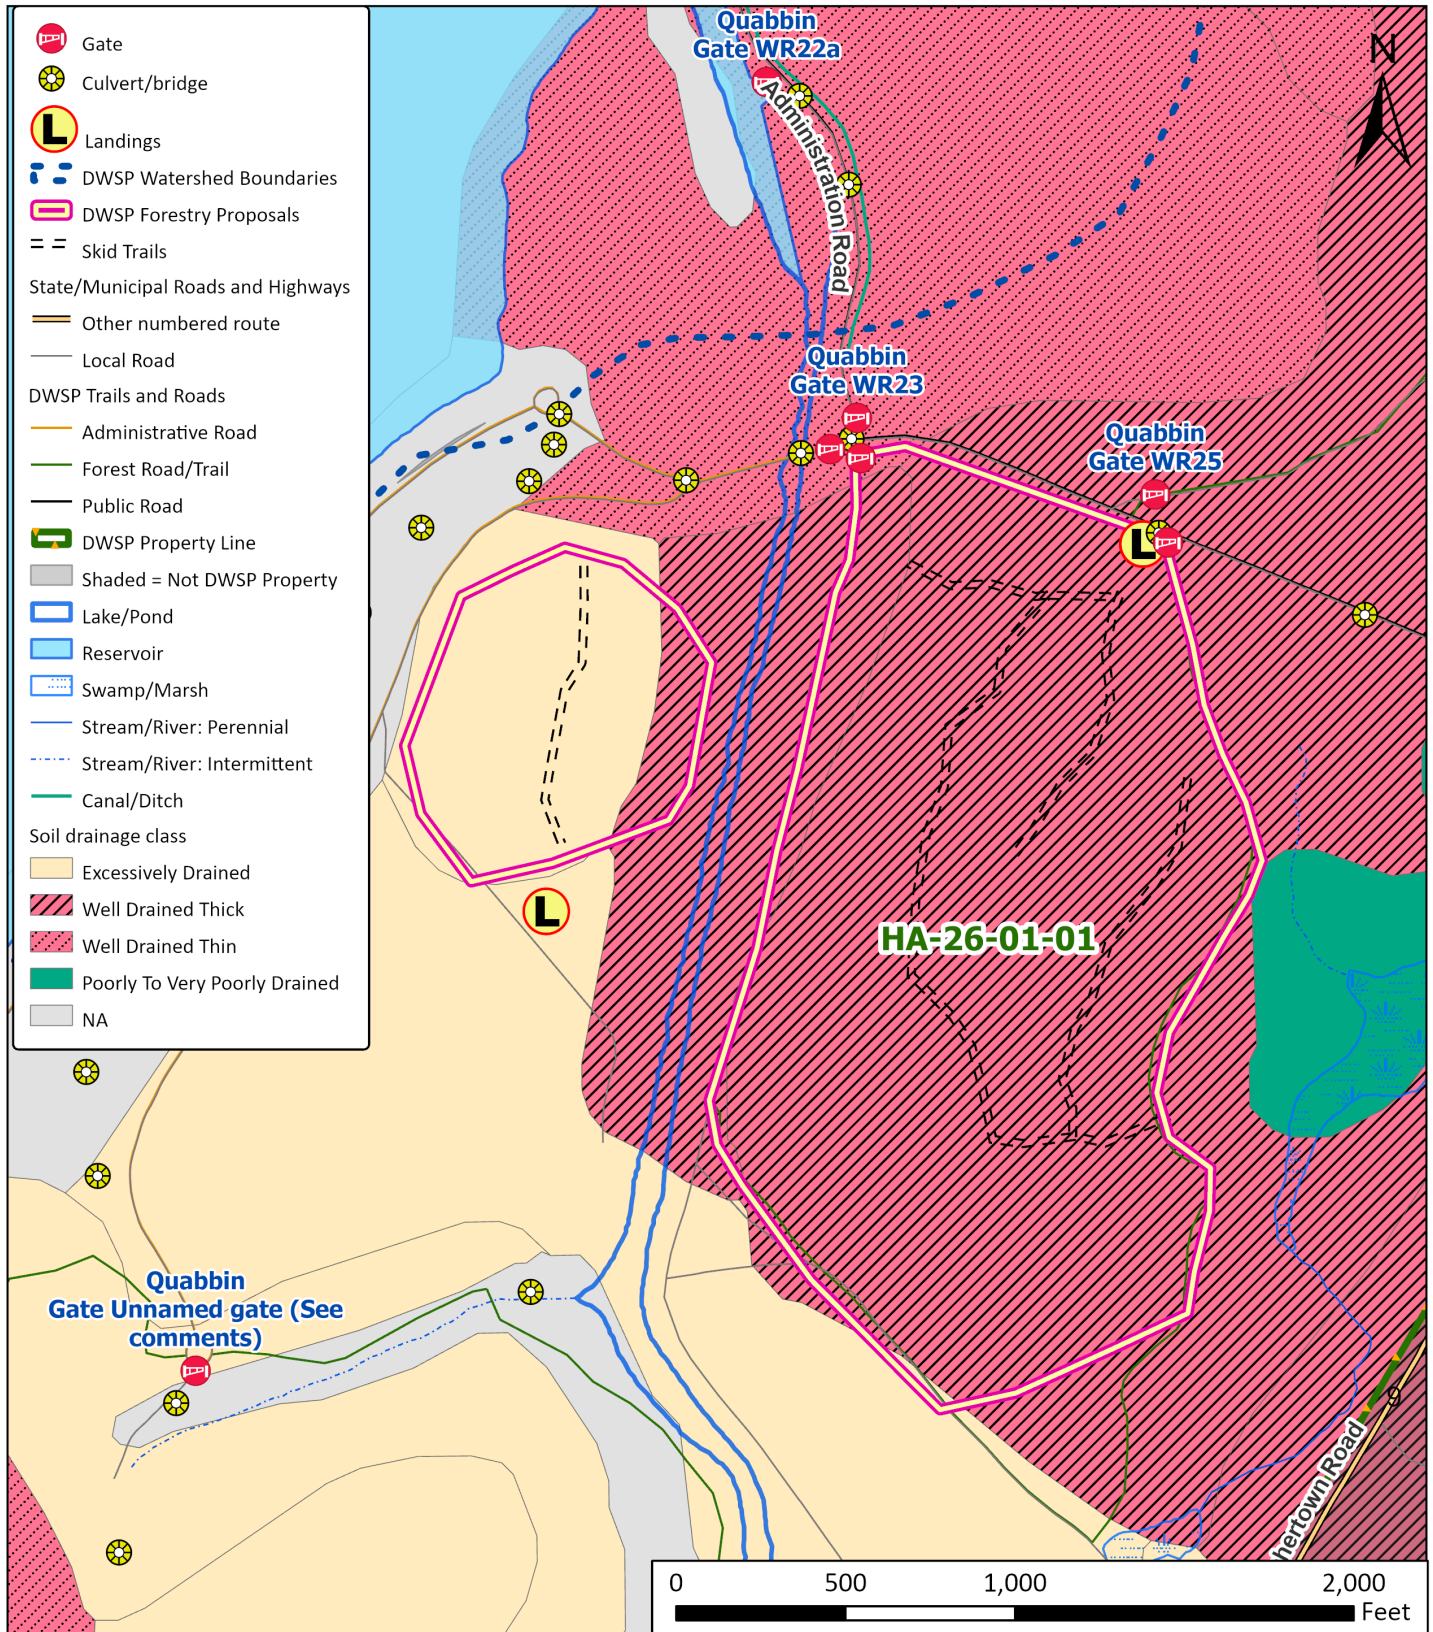 Gate
Culvert/bridge
L
Landings
DWSP Watershed Boundaries
DWSP Forestry Proposals
Skid Trails
State/Municipal Roads and Highways
Other numbered route
Local Road
DWSP Trails and Roads
Administrative Road
Forest Road/Trail
Public Road
DWSP Property Line
Shaded = Not DWSP Property
Lake/Pond
Reservoir
Swamp/Marsh
Stream/River: Perennial
Stream/River: Intermittent
Canal/Ditch
Soil drainage class
Excessively Drained
Well Drained Thick
Well Drained Thin
Poorly To Very Poorly Drained
NA
Quabbin
Gate WR22a
N
Administration Road
Quabbin
Gate WR23
Quabbin
Gate WR25
L
L
HA-26-01-01
Quabbin
Gate Unnamed gate (See
comments)
9
hertown Road
0 500 1,000 2,000
Feet